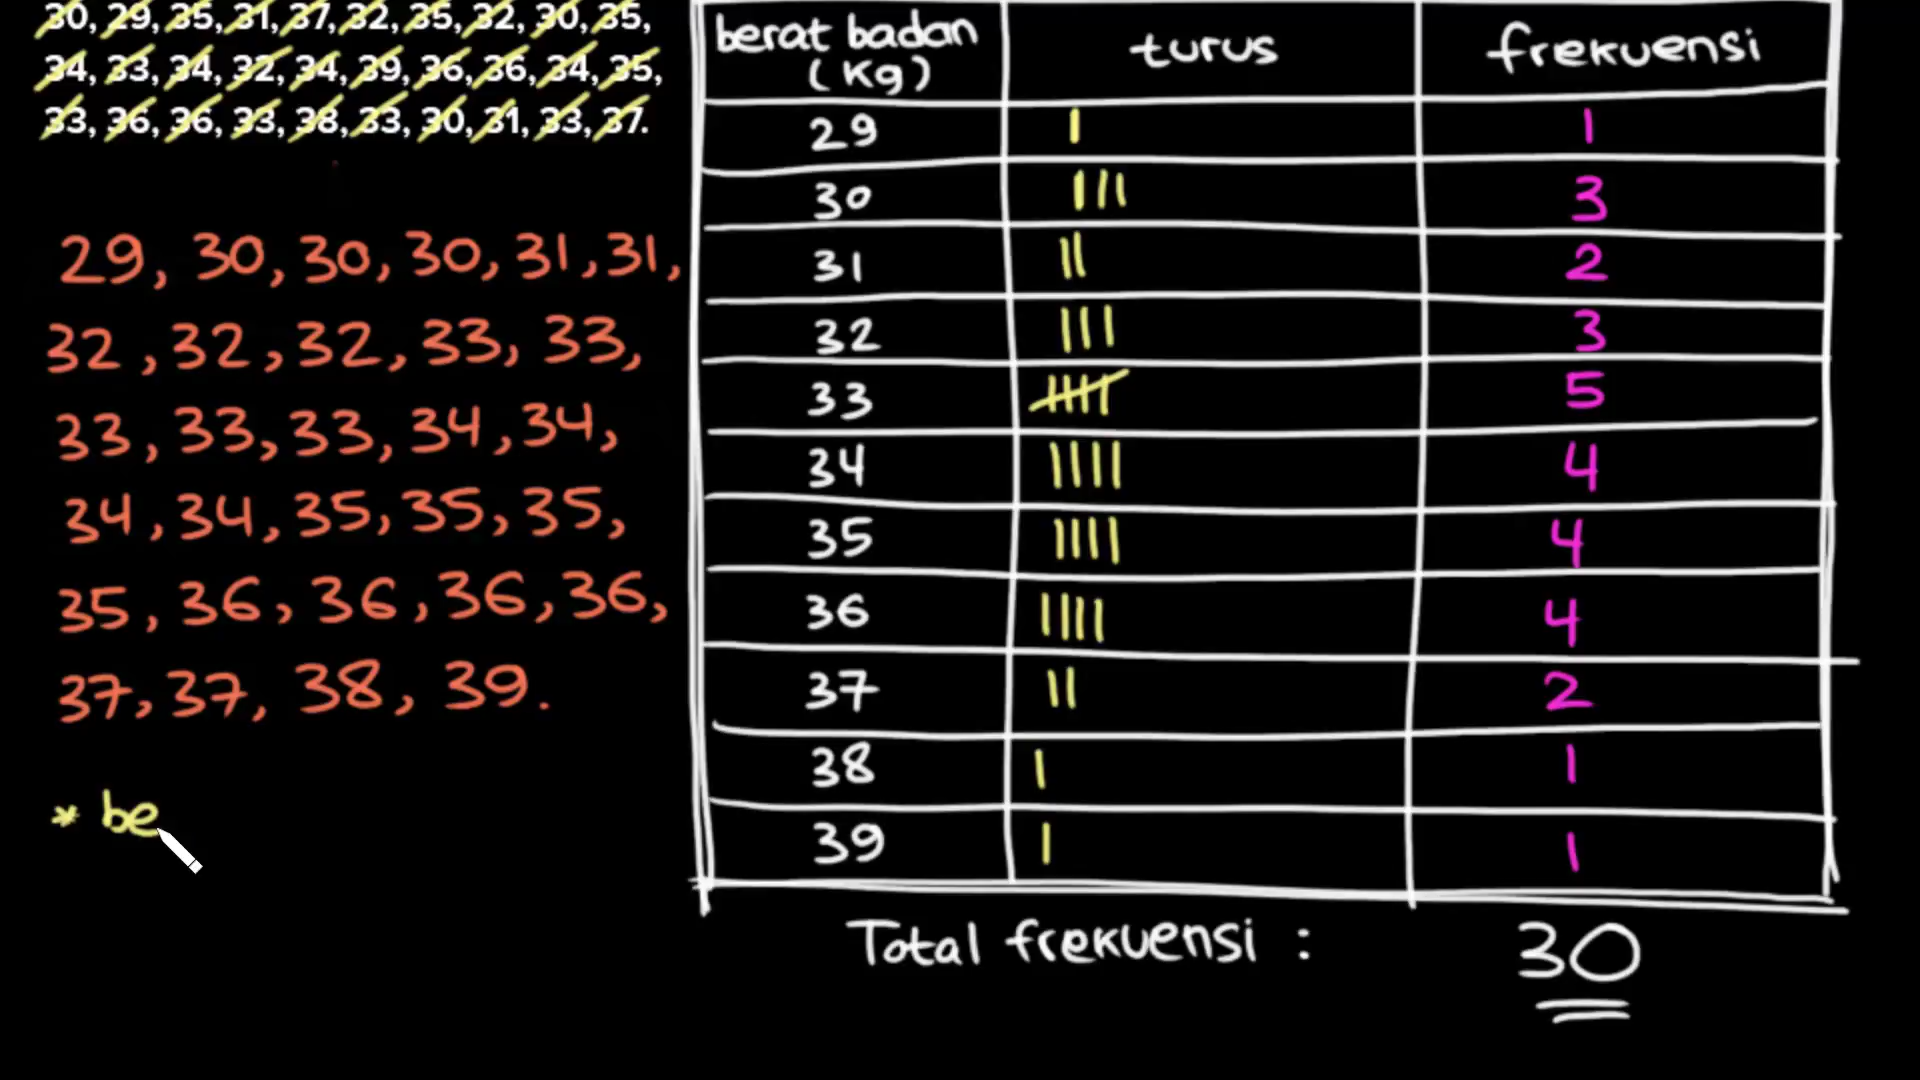 30, 29, 35, 31, 37, 32, 35, 32, 30, 35,
34, 33, 34, 32, 34, 39, 36, 36, 34, 35,
33, 36, 36, 33, 38, 33, 30, 31, 33, 37.
29, 30, 30, 30, 31, 31,
32, 32, 32, 33, 33,
33, 33, 33, 34, 34,
34, 34, 35, 35, 35,
35, 36, 36, 36, 36,
37, 37, 38, 39.
* be
berat badan (Kg) turus frekuensi
29 1
30 3
31 2
32 3
33 5
34 4
35 4
36 4
37 2
38 1
39 1
Total frekuensi : 30